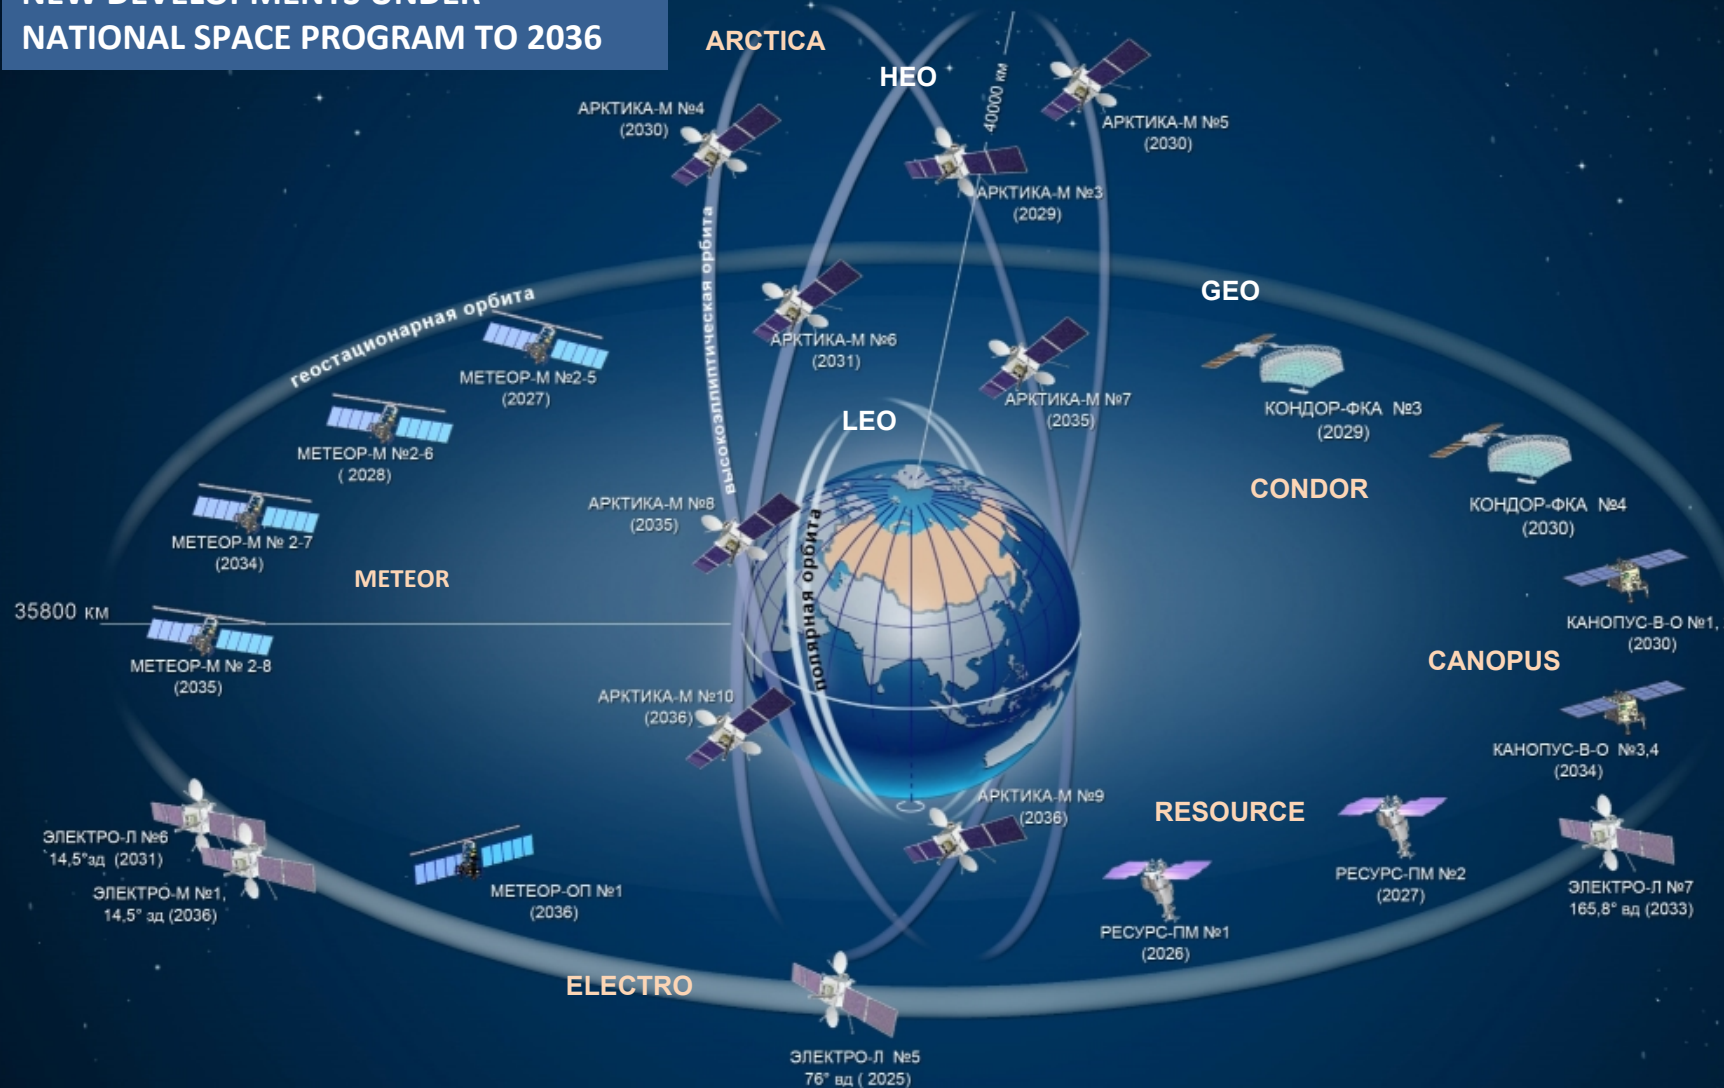 NEW DEVELOPMENTS UNDER
NATIONAL SPACE PROGRAM TO 2036
ARCTICA
HEO
40000 км
АРКТИКА-М №4
(2030)
АРКТИКА-М №5
(2030)
АРКТИКА-М №3
(2029)
высокоэллиптическая орбита
геостационарная орбита
GEO
АРКТИКА-М №6
(2031)
АРКТИКА-М №7
(2035)
МЕТЕОР-М №2-5
(2027)
МЕТЕОР-М №2-6
( 2028)
МЕТЕОР-М № 2-7
(2034)
METEOR
35800 км
МЕТЕОР-М № 2-8
(2035)
LEO
КОНДОР-ФКА №3
(2029)
CONDOR
КОНДОР-ФКА №4
(2030)
АРКТИКА-М №8
(2035)
полярная орбита
КАНОПУС-В-О №1,
(2030)
CANOPUS
АРКТИКА-М №10
(2036)
КАНОПУС-В-О №3,4
(2034)
АРКТИКА-М №9
(2036)
RESOURCE
ЭЛЕКТРО-Л №6
14,5°зд (2031)
ЭЛЕКТРО-М №1,
14,5° зд (2036)
МЕТЕОР-ОП №1
(2036)
РЕСУРС-ПМ №1
(2026)
РЕСУРС-ПМ №2
(2027)
ЭЛЕКТРО-Л №7
165,8° вд (2033)
ELECTRO
ЭЛЕКТРО-Л №5
76° вд ( 2025)